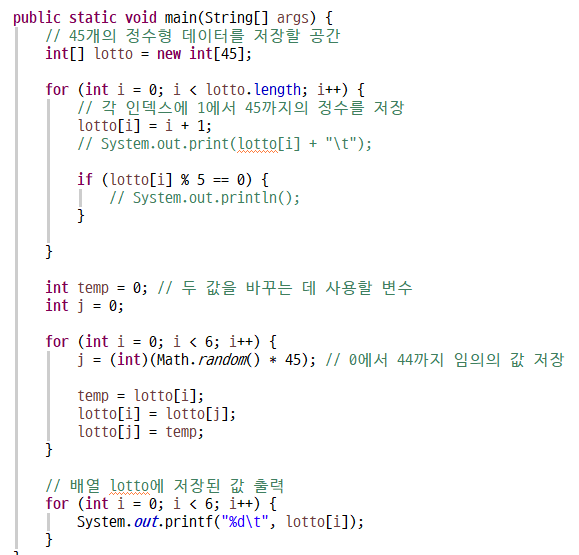 public static void main(String[] args) {
// 45개의 정수형 데이터를 저장할 공간
int[] lotto = new int[45];
for (int i = 0; i < lotto.length; i++) {
// 각 인덱스에 1에서 45까지의 정수를 저장
lotto[i] = i + 1;
// System.out.print(lotto[i] + "\t");
if (lotto[i] % 5 == 0) {
// System.out.println();
}
}
int temp = 0; // 두 값을 바꾸는 데 사용할 변수
int j = 0;
for (int i = 0; i < 6; i++) {
j = (int)(Math.random() * 45); // 0에서 44까지 임의의 값 저장
temp = lotto[i];
lotto[i] = lotto[j];
lotto[j] = temp;
}
// 배열 lotto에 저장된 값 출력
for (int i = 0; i < 6; i++) {
System.out.printf("%d\t", lotto[i]);
}
}